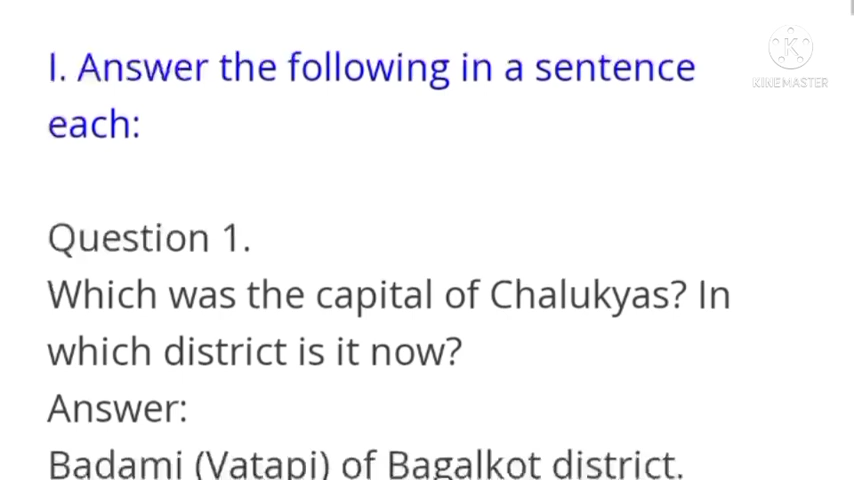 I. Answer the following in a sentence
each:
Question 1.
Which was the capital of Chalukyas? In
which district is it now?
Answer:
Badami (Vatapi) of Bagalkot district.
K
KINEMASTER